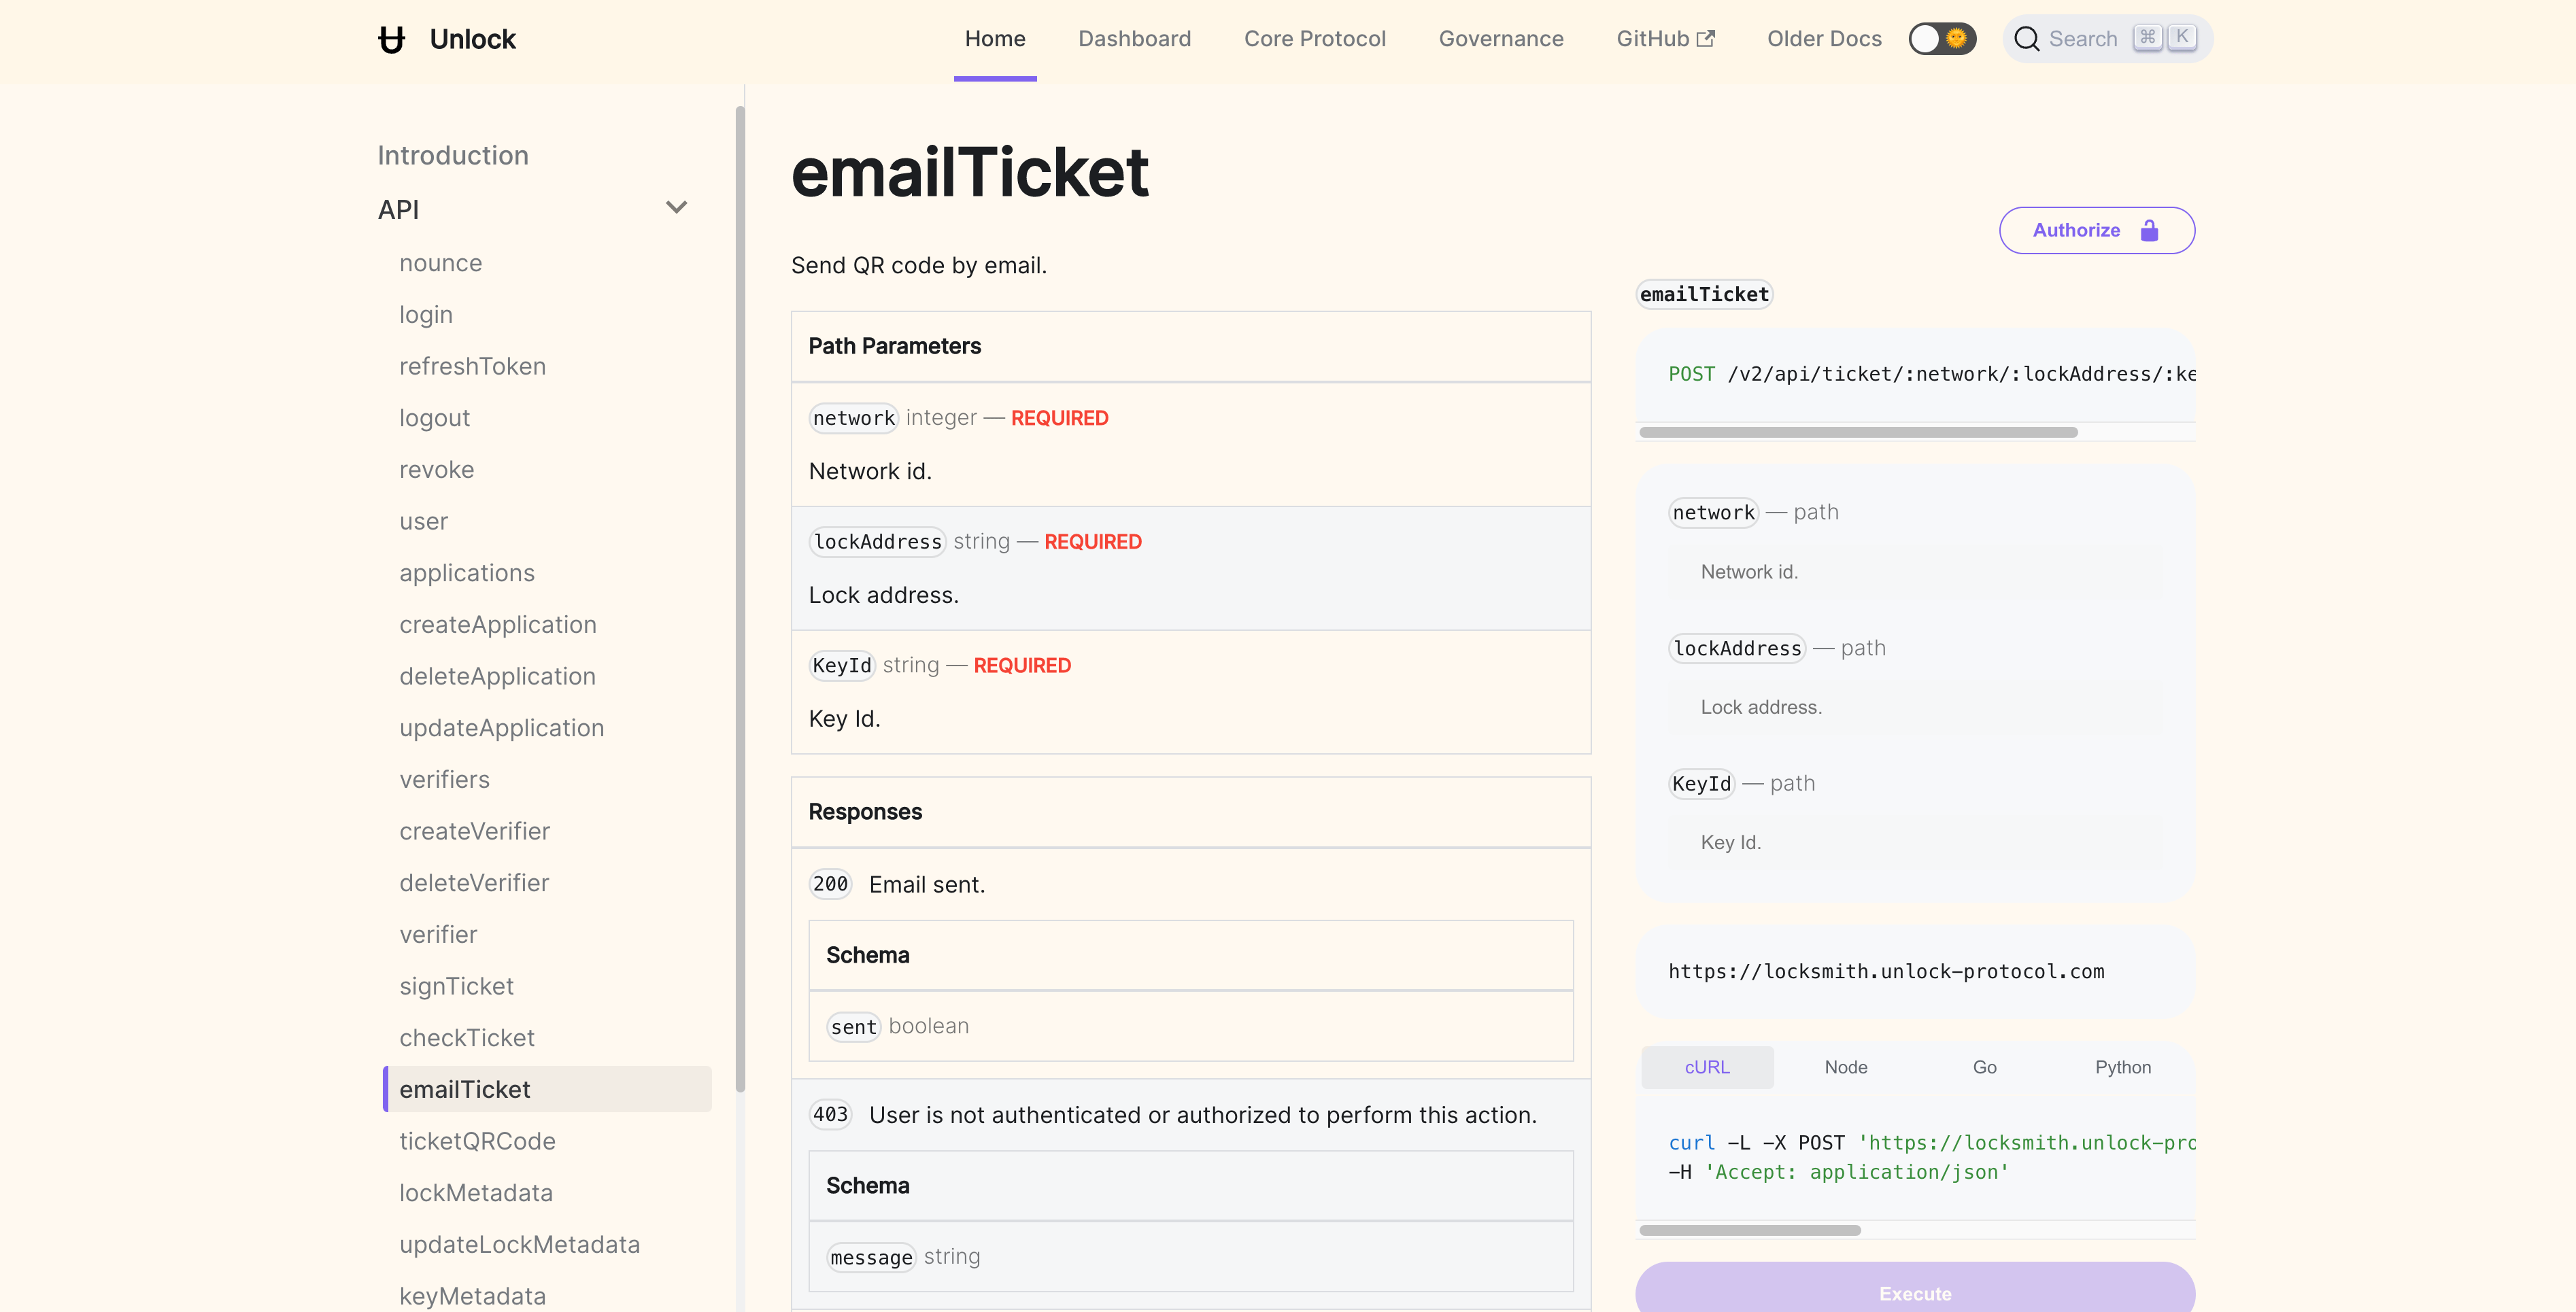 Unlock
Home
Dashboard
Core Protocol
Governance
GitHub
Older Docs
Search
⌘ K
Introduction
API
nounce
login
refreshToken
logout
revoke
user
applications
createApplication
deleteApplication
updateApplication
verifiers
createVerifier
deleteVerifier
verifier
signTicket
checkTicket
emailTicket
ticketQRCode
lockMetadata
updateLockMetadata
keyMetadata
emailTicket
Send QR code by email.
Path Parameters
network integer — REQUIRED
Network id.
lockAddress string — REQUIRED
Lock address.
KeyId string — REQUIRED
Key Id.
Responses
200 Email sent.
Schema
sent boolean
403 User is not authenticated or authorized to perform this action.
Schema
message string
Authorize
emailTicket
POST /v2/api/ticket/:network/:lockAddress/:ke
network — path
Network id.
lockAddress — path
Lock address.
KeyId — path
Key Id.
https://locksmith.unlock-protocol.com
cURL
Node
Go
Python
curl -L -X POST 'https://locksmith.unlock-pro
-H 'Accept: application/json'
Execute